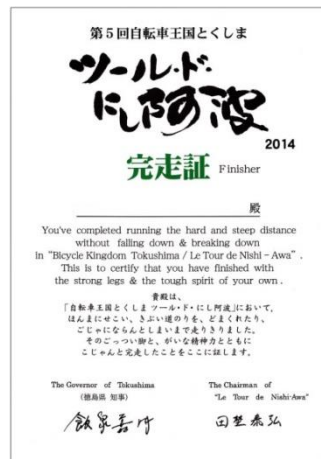 第5回自転車王国とくしま
ツール・ド・
にし阿波
2014
完走証 Finisher
殿
You've completed running the hard and steep distance
without falling down & breaking down
in "Bicycle Kingdom Tokushima / Le Tour de Nishi-Awa".
This is to certify that you have finished with
the strong legs & the tough spirit of your own.
貴殿は、
「自転車王国とくしま ツール・ド・にし阿波」において、
ほんまにせこい、きぶい道のりを、どまくれたり、
ごじゃにならんとしまいまで走りきりました。
そのごっつい脚と、がいな精神力とともに
こじゃんと完走したことをここに証します。
The Governor of Tokushima
(徳島県 知事)
飯泉嘉門
The Chairman of
"Le Tour de Nishi-Awa"